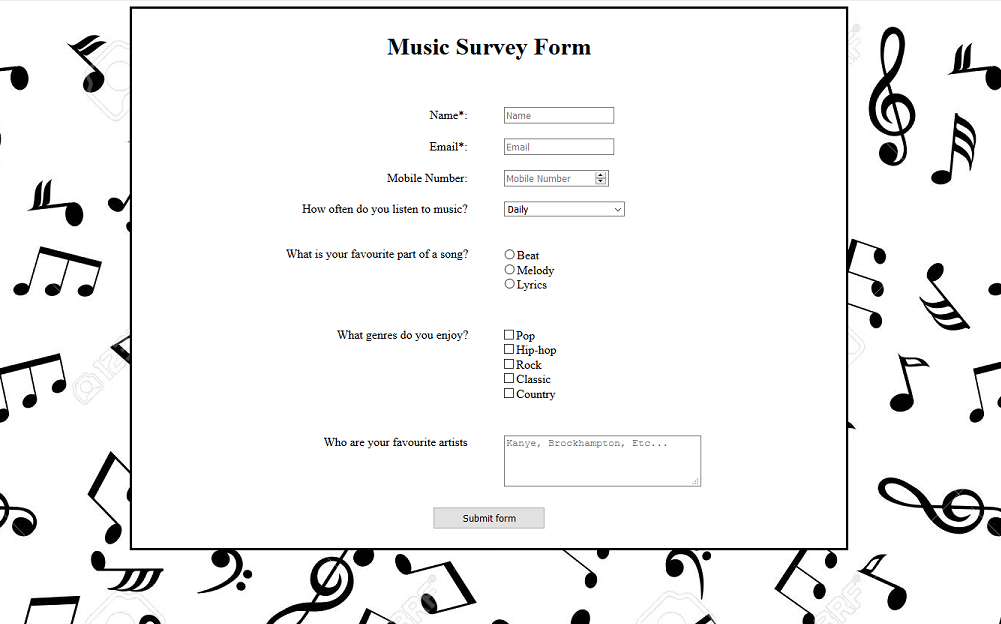 Music Survey Form
Name*: Name
Email*: Email
Mobile Number: Mobile Number
How often do you listen to music? Daily
What is your favourite part of a song? Beat
Melody
Lyrics
What genres do you enjoy? Pop
Hip-hop
Rock
Classic
Country
Who are your favourite artists Kanye, Brockhampton, Etc...
Submit form